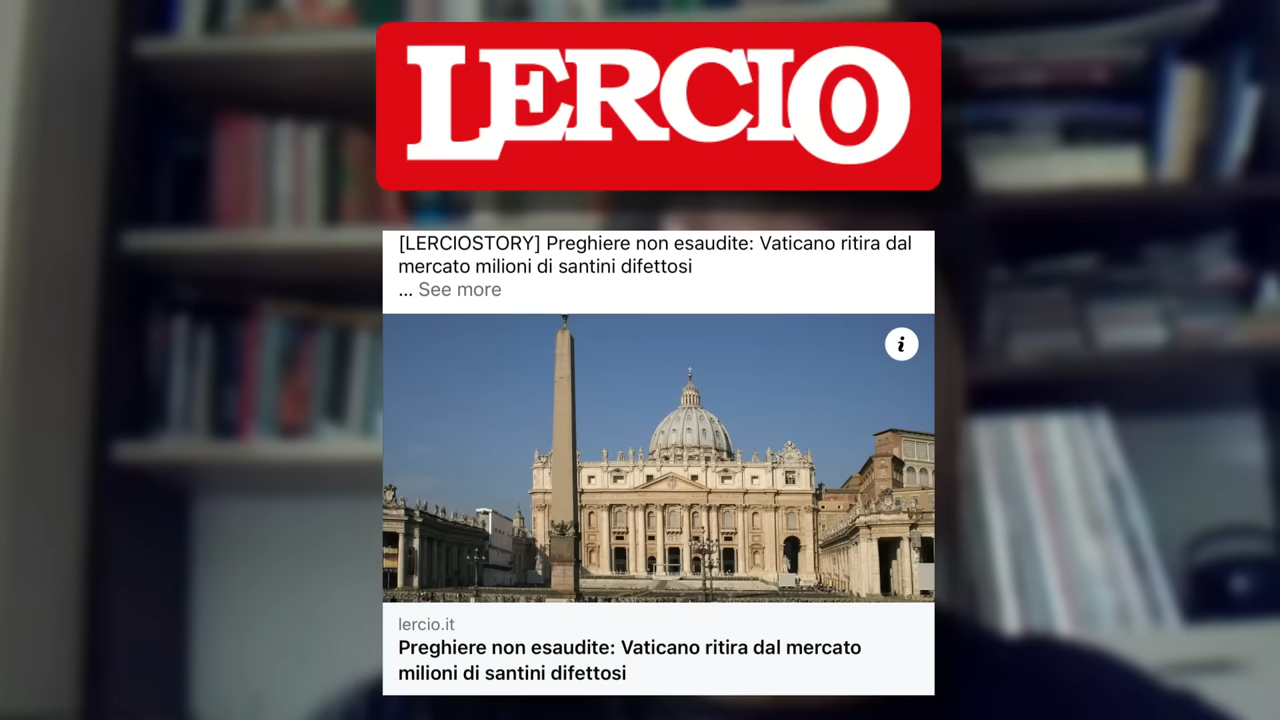 LERCIO
[LERCIOSTORY] Preghiere non esaudite: Vaticano ritira dal
mercato milioni di santini difettosi
... See more
i
lercio.it
Preghiere non esaudite: Vaticano ritira dal mercato
milioni di santini difettosi